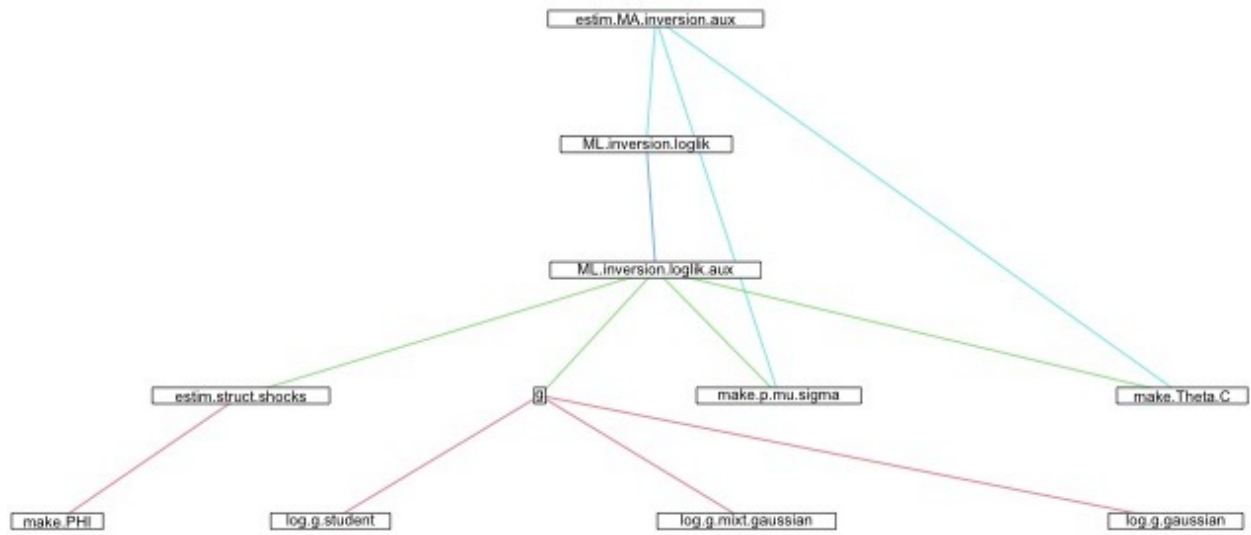 estim.MA.inversion.aux
ML.inversion.loglik
ML.inversion.loglik.aux
estim.struct.shocks
g
make.p.mu.sigma
make.Theta.C
make.PHI
log.g.student
log.g.mixt.gaussian
log.g.gaussian